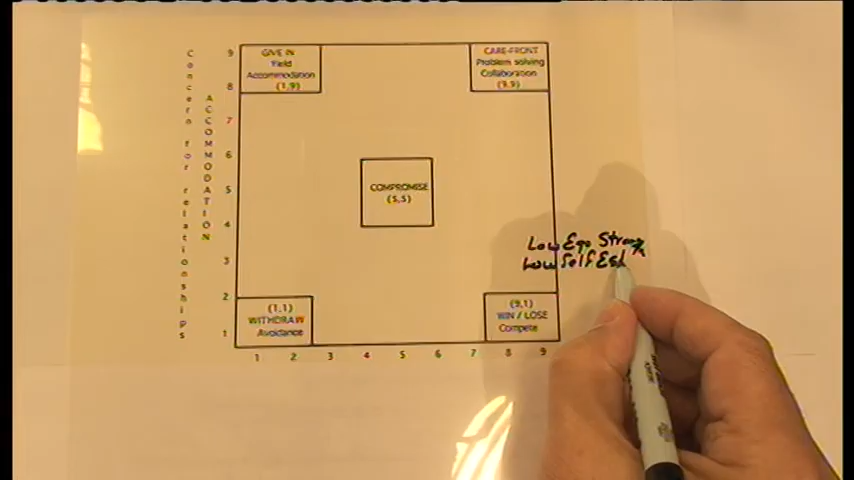 GIVE IN
Yield
Accommodation
(1,9)
CARE-FRONT
Problem solving
Collaboration
(9,9)
COMPROMISE
(5,5)
(1,1)
WITHDRAW
Avoidance
(9,1)
WIN / LOSE
Compete
Low Ego Streng
Low Self Est
Concern for relationships
ACCOMMODATION
9
8
7
6
5
4
3
2
1
1 2 3 4 5 6 7 8 9